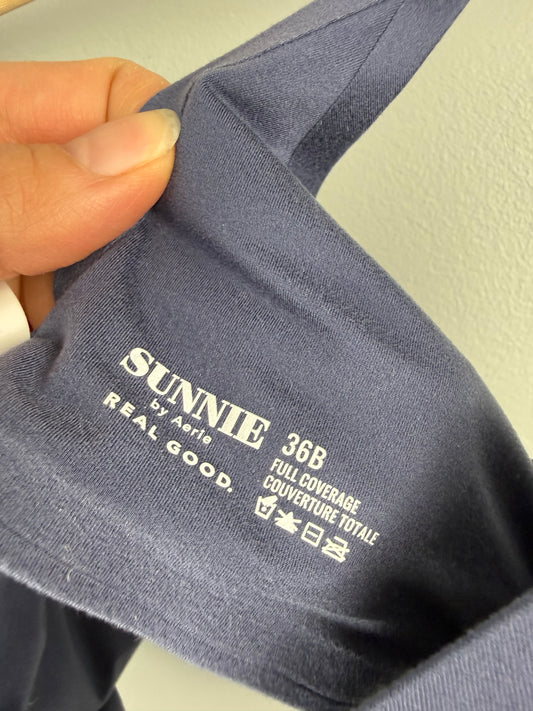 SUNNIE
by Aerie
REAL GOOD.
36B
FULL COVERAGE
COUVERTURE TOTALE